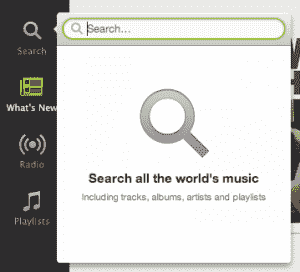 Search
Search...
What's New
Radio
Playlists
Search all the world's music
Including tracks, albums, artists and playlists